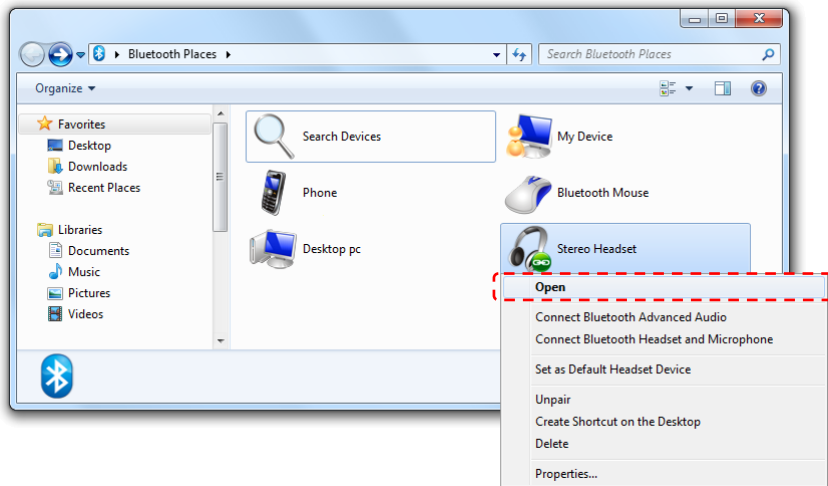 Bluetooth Places
Search Bluetooth Places
Organize
Favorites
Desktop
Downloads
Recent Places
Libraries
Documents
Music
Pictures
Videos
Search Devices
My Device
Phone
Bluetooth Mouse
Desktop pc
Stereo Headset
Open
Connect Bluetooth Advanced Audio
Connect Bluetooth Headset and Microphone
Set as Default Headset Device
Unpair
Create Shortcut on the Desktop
Delete
Properties...